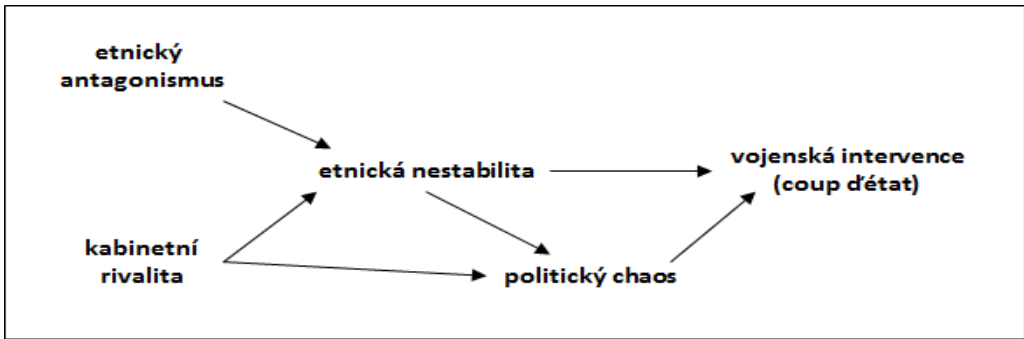 etnický
antagonismus
etnická nestabilita
vojenská intervence
(coup ďétat)
kabinetní
rivalita
politický chaos